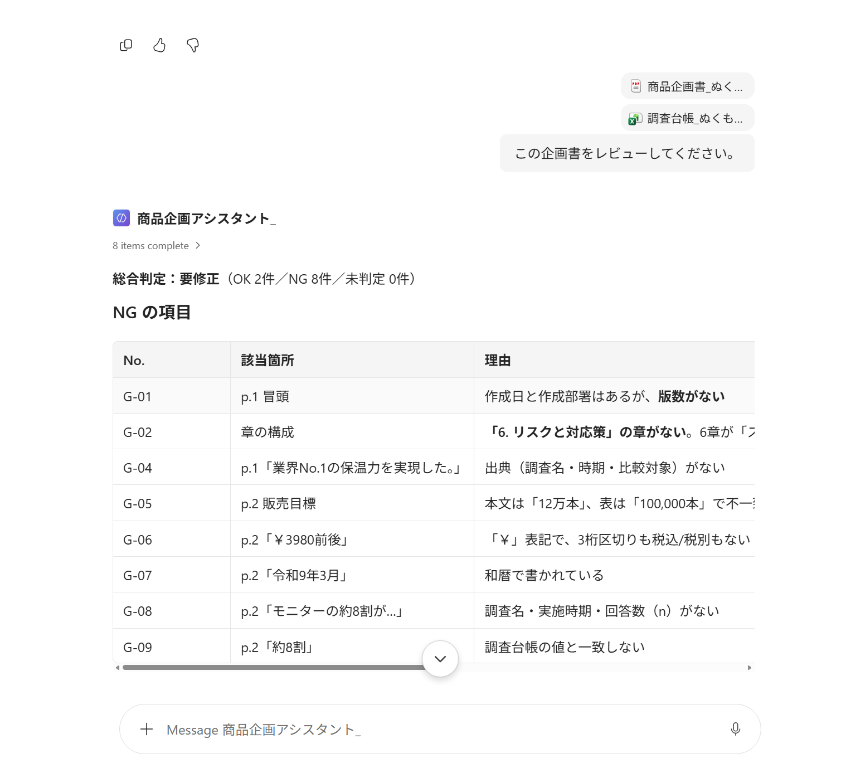 商品企画書_ぬく...
調査台帳_ぬくも...
この企画書をレビューしてください。
商品企画アシスタント_
8 items complete
総合判定：要修正（OK 2件／NG 8件／未判定 0件）
NG の項目
No. 該当箇所 理由
G-01 p.1 冒頭 作成日と作成部署はあるが、版数がない
G-02 章の構成 「6. リスクと対応策」の章がない。6章が「ス
G-04 p.1「業界No.1の保温力を実現した。」 出典（調査名・時期・比較対象）がない
G-05 p.2 販売目標 本文は「12万本」、表は「100,000本」で不一致
G-06 p.2「￥3980前後」 「￥」表記で、3桁区切りも税込/税別もない
G-07 p.2「令和9年3月」 和暦で書かれている
G-08 p.2「モニターの約8割が…」 調査名・実施時期・回答数（n）がない
G-09 p.2「約8割」 調査台帳の値と一致しない
Message 商品企画アシスタント_